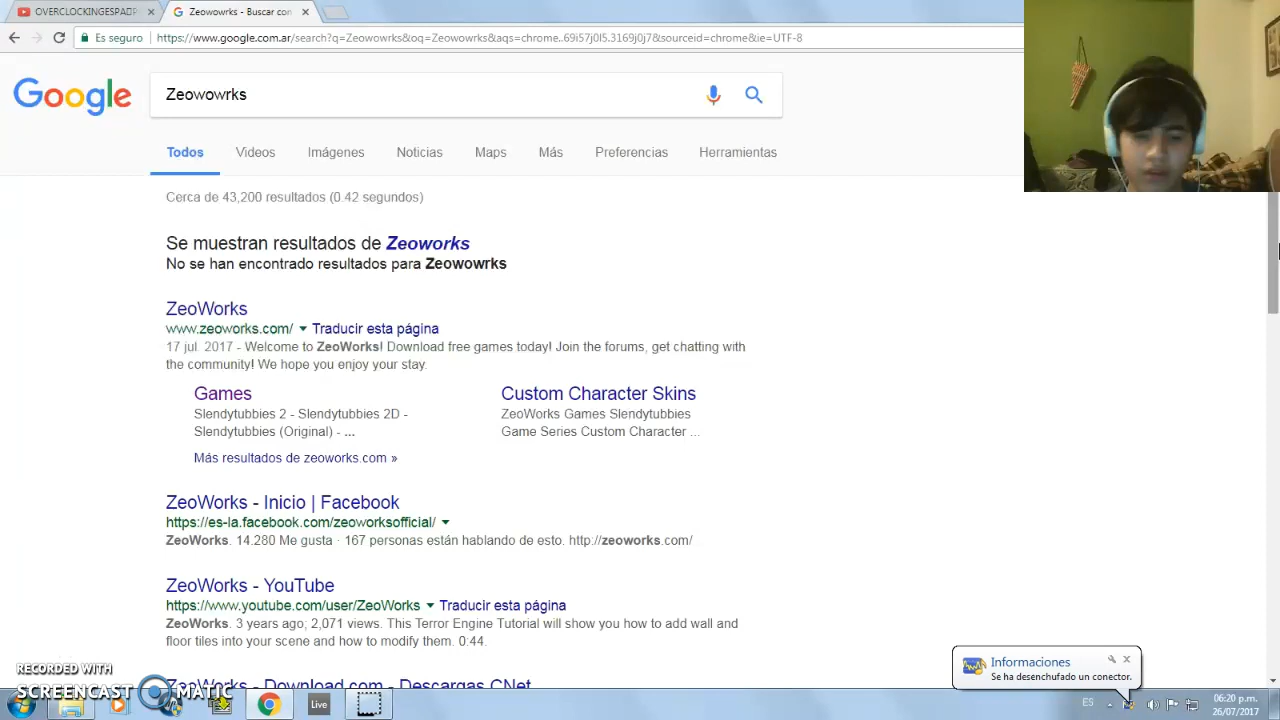 OVERCLOCKINGESPADP
Zeowowrks - Buscar con
Es seguro
https://www.google.com.ar/search?q=Zeowowrks&oq=Zeowowrks&aqs=chrome..69i57j0l5.3169j0j7&sourceid=chrome&ie=UTF-8
Google
Zeowowrks
Todos Videos Imágenes Noticias Maps Más Preferencias Herramientas
Cerca de 43,200 resultados (0.42 segundos)
Se muestran resultados de Zeoworks
No se han encontrado resultados para Zeowowrks
ZeoWorks
www.zeoworks.com/ Traducir esta página
17 jul. 2017 - Welcome to ZeoWorks! Download free games today! Join the forums, get chatting with
the community! We hope you enjoy your stay.
Games
Slendytubbies 2 - Slendytubbies 2D -
Slendytubbies (Original) - ...
Custom Character Skins
ZeoWorks Games Slendytubbies
Game Series Custom Character ...
Más resultados de zeoworks.com »
ZeoWorks - Inicio | Facebook
https://es-la.facebook.com/zeoworksofficial/
ZeoWorks. 14.280 Me gusta · 167 personas están hablando de esto. http://zeoworks.com/
ZeoWorks - YouTube
https://www.youtube.com/user/ZeoWorks Traducir esta página
ZeoWorks. 3 years ago; 2,071 views. This Terror Engine Tutorial will show you how to add wall and
floor tiles into your scene and how to modify them. 0:44.
ZeoWorks - Download.com - Descargas CNet
Informaciones
Se ha desenchufado un conector.
RECORDED WITH
SCREENCAST MATIC
Live
ES
06:20 p.m.
26/07/2017